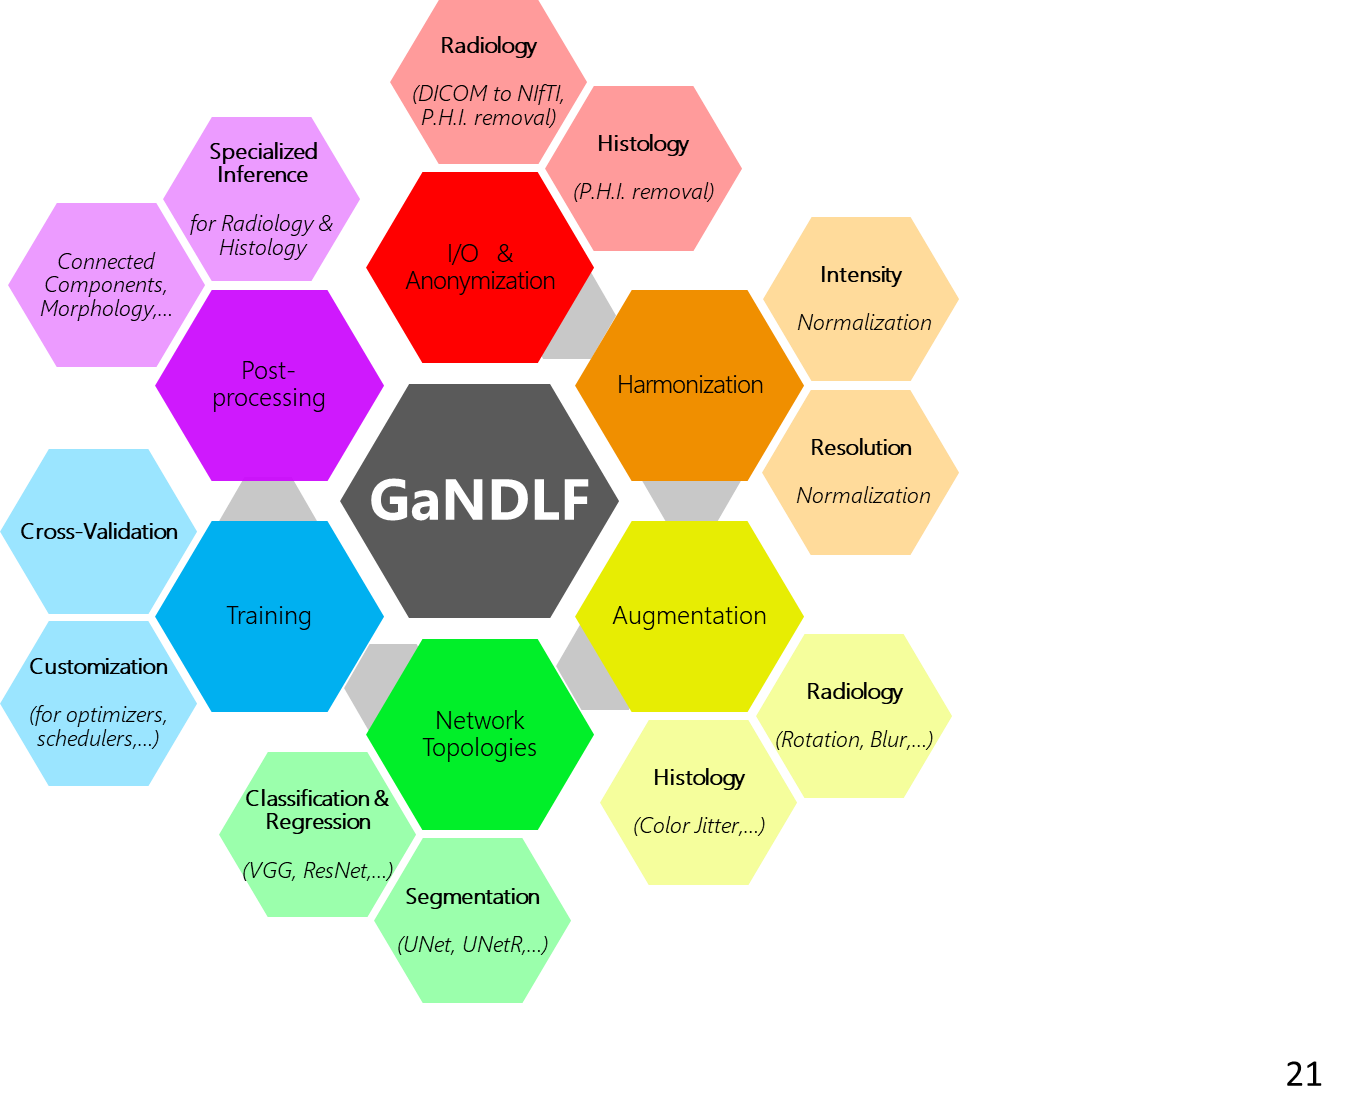 Radiology
(DICOM to NIfTI,
P.H.I. removal)
Histology
(P.H.I. removal)
I/O & 
Anonymization
Specialized
Inference
for Radiology &
Histology
Connected
Components,
Morphology,...
Post-
processing
Intensity
Normalization
Harmonization
Resolution
Normalization
GaNDLF
Cross-Validation
Training
Customization
(for optimizers,
schedulers,...)
Augmentation
Radiology
(Rotation, Blur,...)
Histology
(Color Jitter,...)
Network
Topologies
Classification &
Regression
(VGG, ResNet,...)
Segmentation
(UNet, UNetR,...)
21